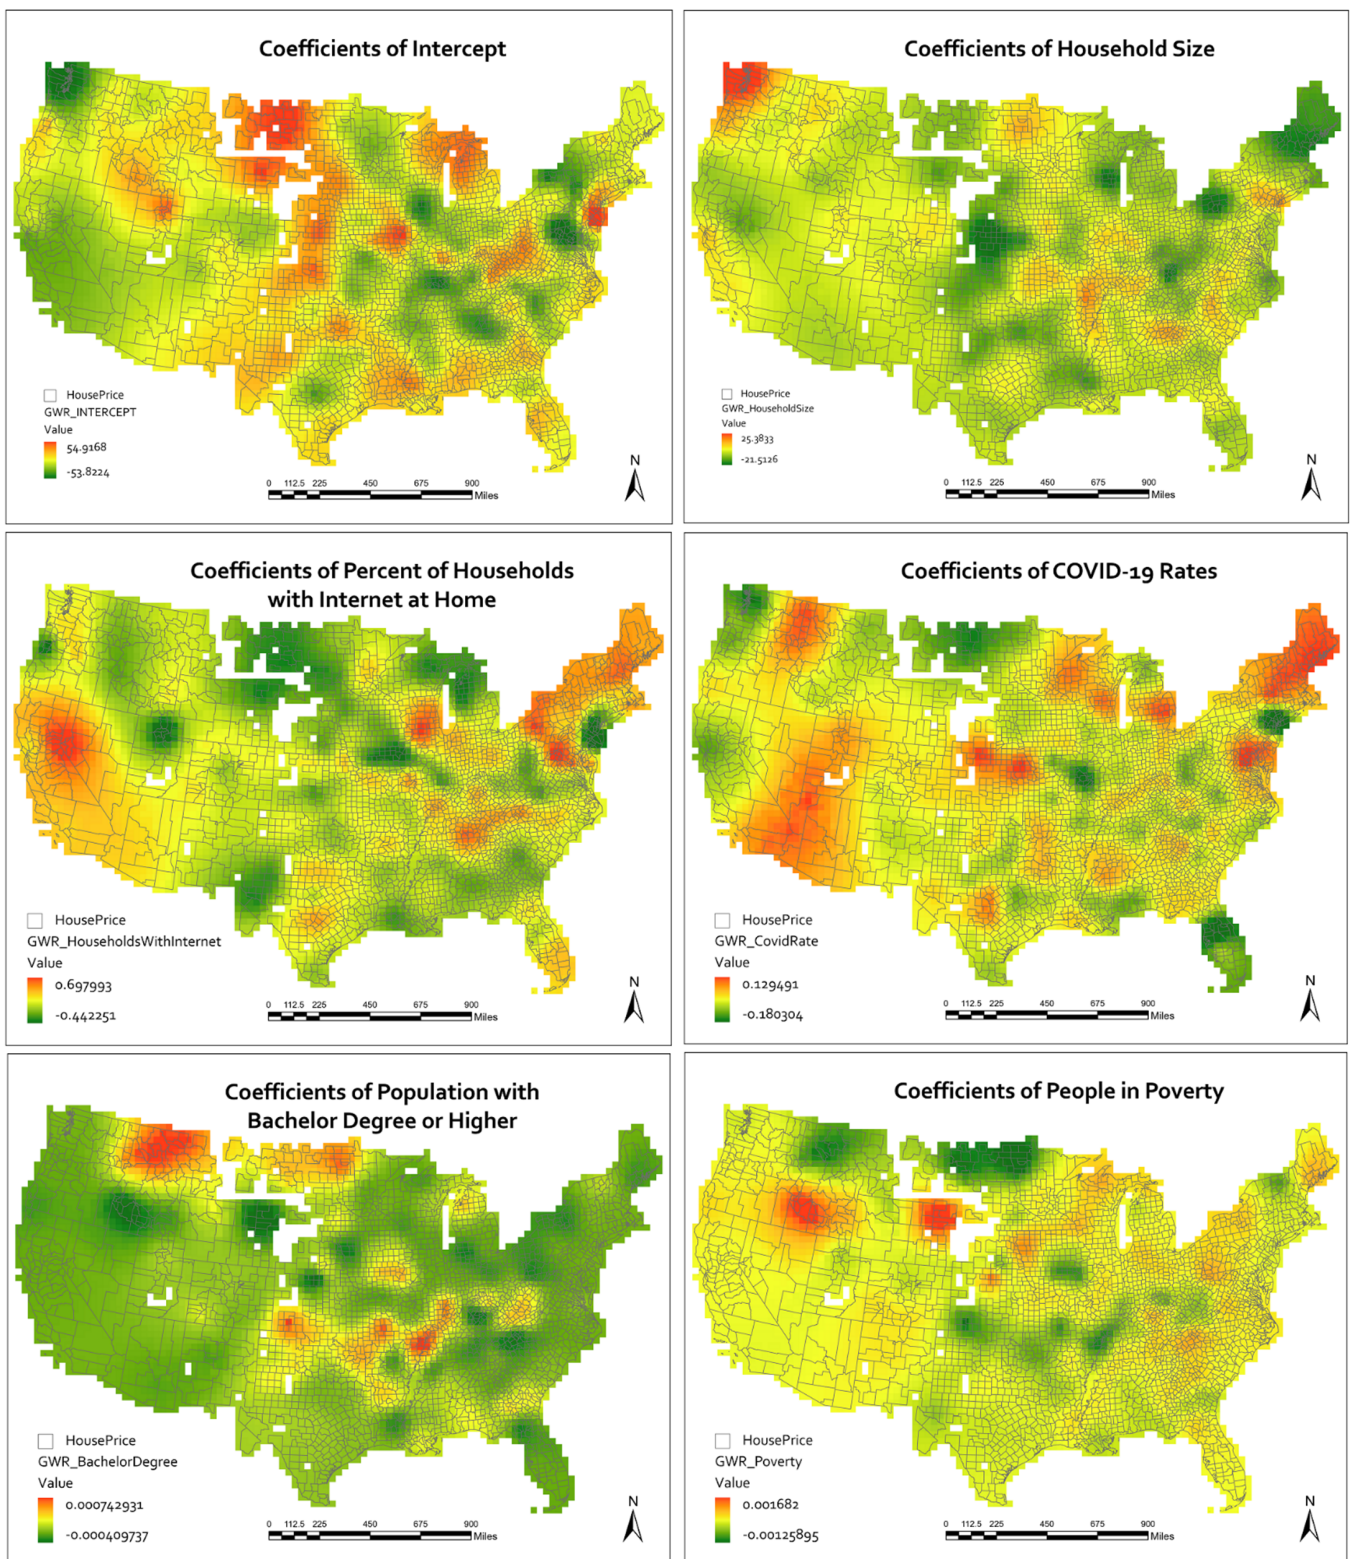 Coefficients of Intercept
HousePrice
GWR_INTERCEPT
Value
54.9168
-53.8224
0 112.5 225 450 675 900
Miles
N
Coefficients of Household Size
HousePrice
GWR_HouseholdSize
Value
25.3833
-21.5126
0 112.5 225 450 675 900
Miles
N
Coefficients of Percent of Households
with Internet at Home
HousePrice
GWR_HouseholdsWithInternet
Value
0.697993
-0.442251
0 112.5 225 450 675 900
Miles
N
Coefficients of COVID-19 Rates
HousePrice
GWR_CovidRate
Value
0.129491
-0.180304
0 112.5 225 450 675 900
Miles
N
Coefficients of Population with
Bachelor Degree or Higher
HousePrice
GWR_BachelorDegree
Value
0.000742931
-0.000409737
0 112.5 225 450 675 900
Miles
N
Coefficients of People in Poverty
HousePrice
GWR_Poverty
Value
0.001682
-0.00125895
0 112.5 225 450 675 900
Miles
N